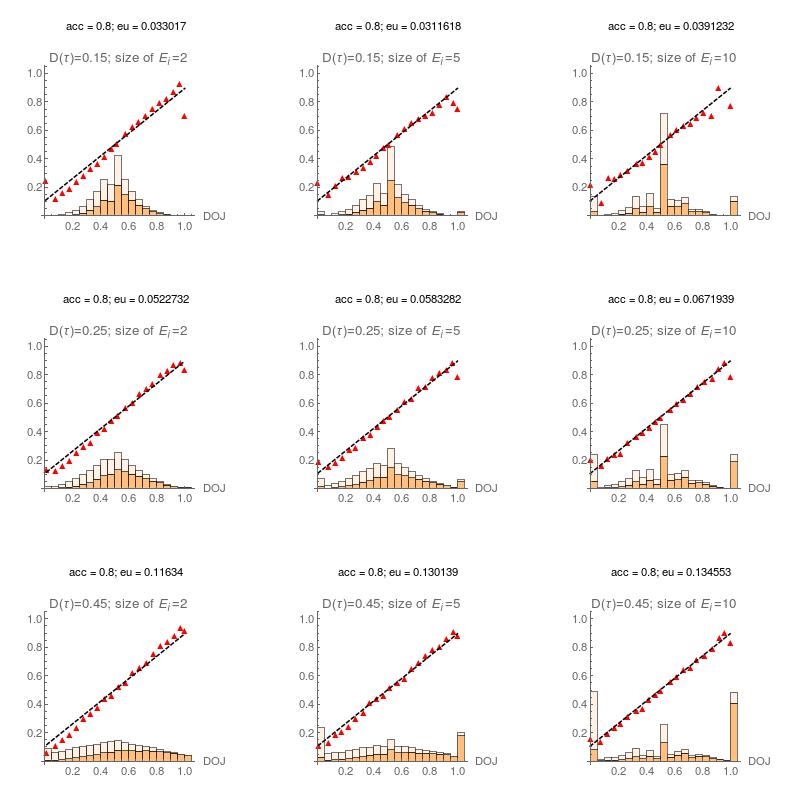 acc = 0.8; eu = 0.033017
acc = 0.8; eu = 0.0311618
acc = 0.8; eu = 0.0391232
D(τ)=0.15; size of Ei=2
D(τ)=0.15; size of Ei=5
D(τ)=0.15; size of Ei=10
1.0
0.8
0.6
0.4
0.2
0.2 0.4 0.6 0.8 1.0
DOJ
1.0
0.8
0.6
0.4
0.2
0.2 0.4 0.6 0.8 1.0
DOJ
1.0
0.8
0.6
0.4
0.2
0.2 0.4 0.6 0.8 1.0
DOJ
acc = 0.8; eu = 0.0522732
acc = 0.8; eu = 0.0583282
acc = 0.8; eu = 0.0671939
D(τ)=0.25; size of Ei=2
D(τ)=0.25; size of Ei=5
D(τ)=0.25; size of Ei=10
1.0
0.8
0.6
0.4
0.2
0.2 0.4 0.6 0.8 1.0
DOJ
1.0
0.8
0.6
0.4
0.2
0.2 0.4 0.6 0.8 1.0
DOJ
1.0
0.8
0.6
0.4
0.2
0.2 0.4 0.6 0.8 1.0
DOJ
acc = 0.8; eu = 0.11634
acc = 0.8; eu = 0.130139
acc = 0.8; eu = 0.134553
D(τ)=0.45; size of Ei=2
D(τ)=0.45; size of Ei=5
D(τ)=0.45; size of Ei=10
1.0
0.8
0.6
0.4
0.2
0.2 0.4 0.6 0.8 1.0
DOJ
1.0
0.8
0.6
0.4
0.2
0.2 0.4 0.6 0.8 1.0
DOJ
1.0
0.8
0.6
0.4
0.2
0.2 0.4 0.6 0.8 1.0
DOJ